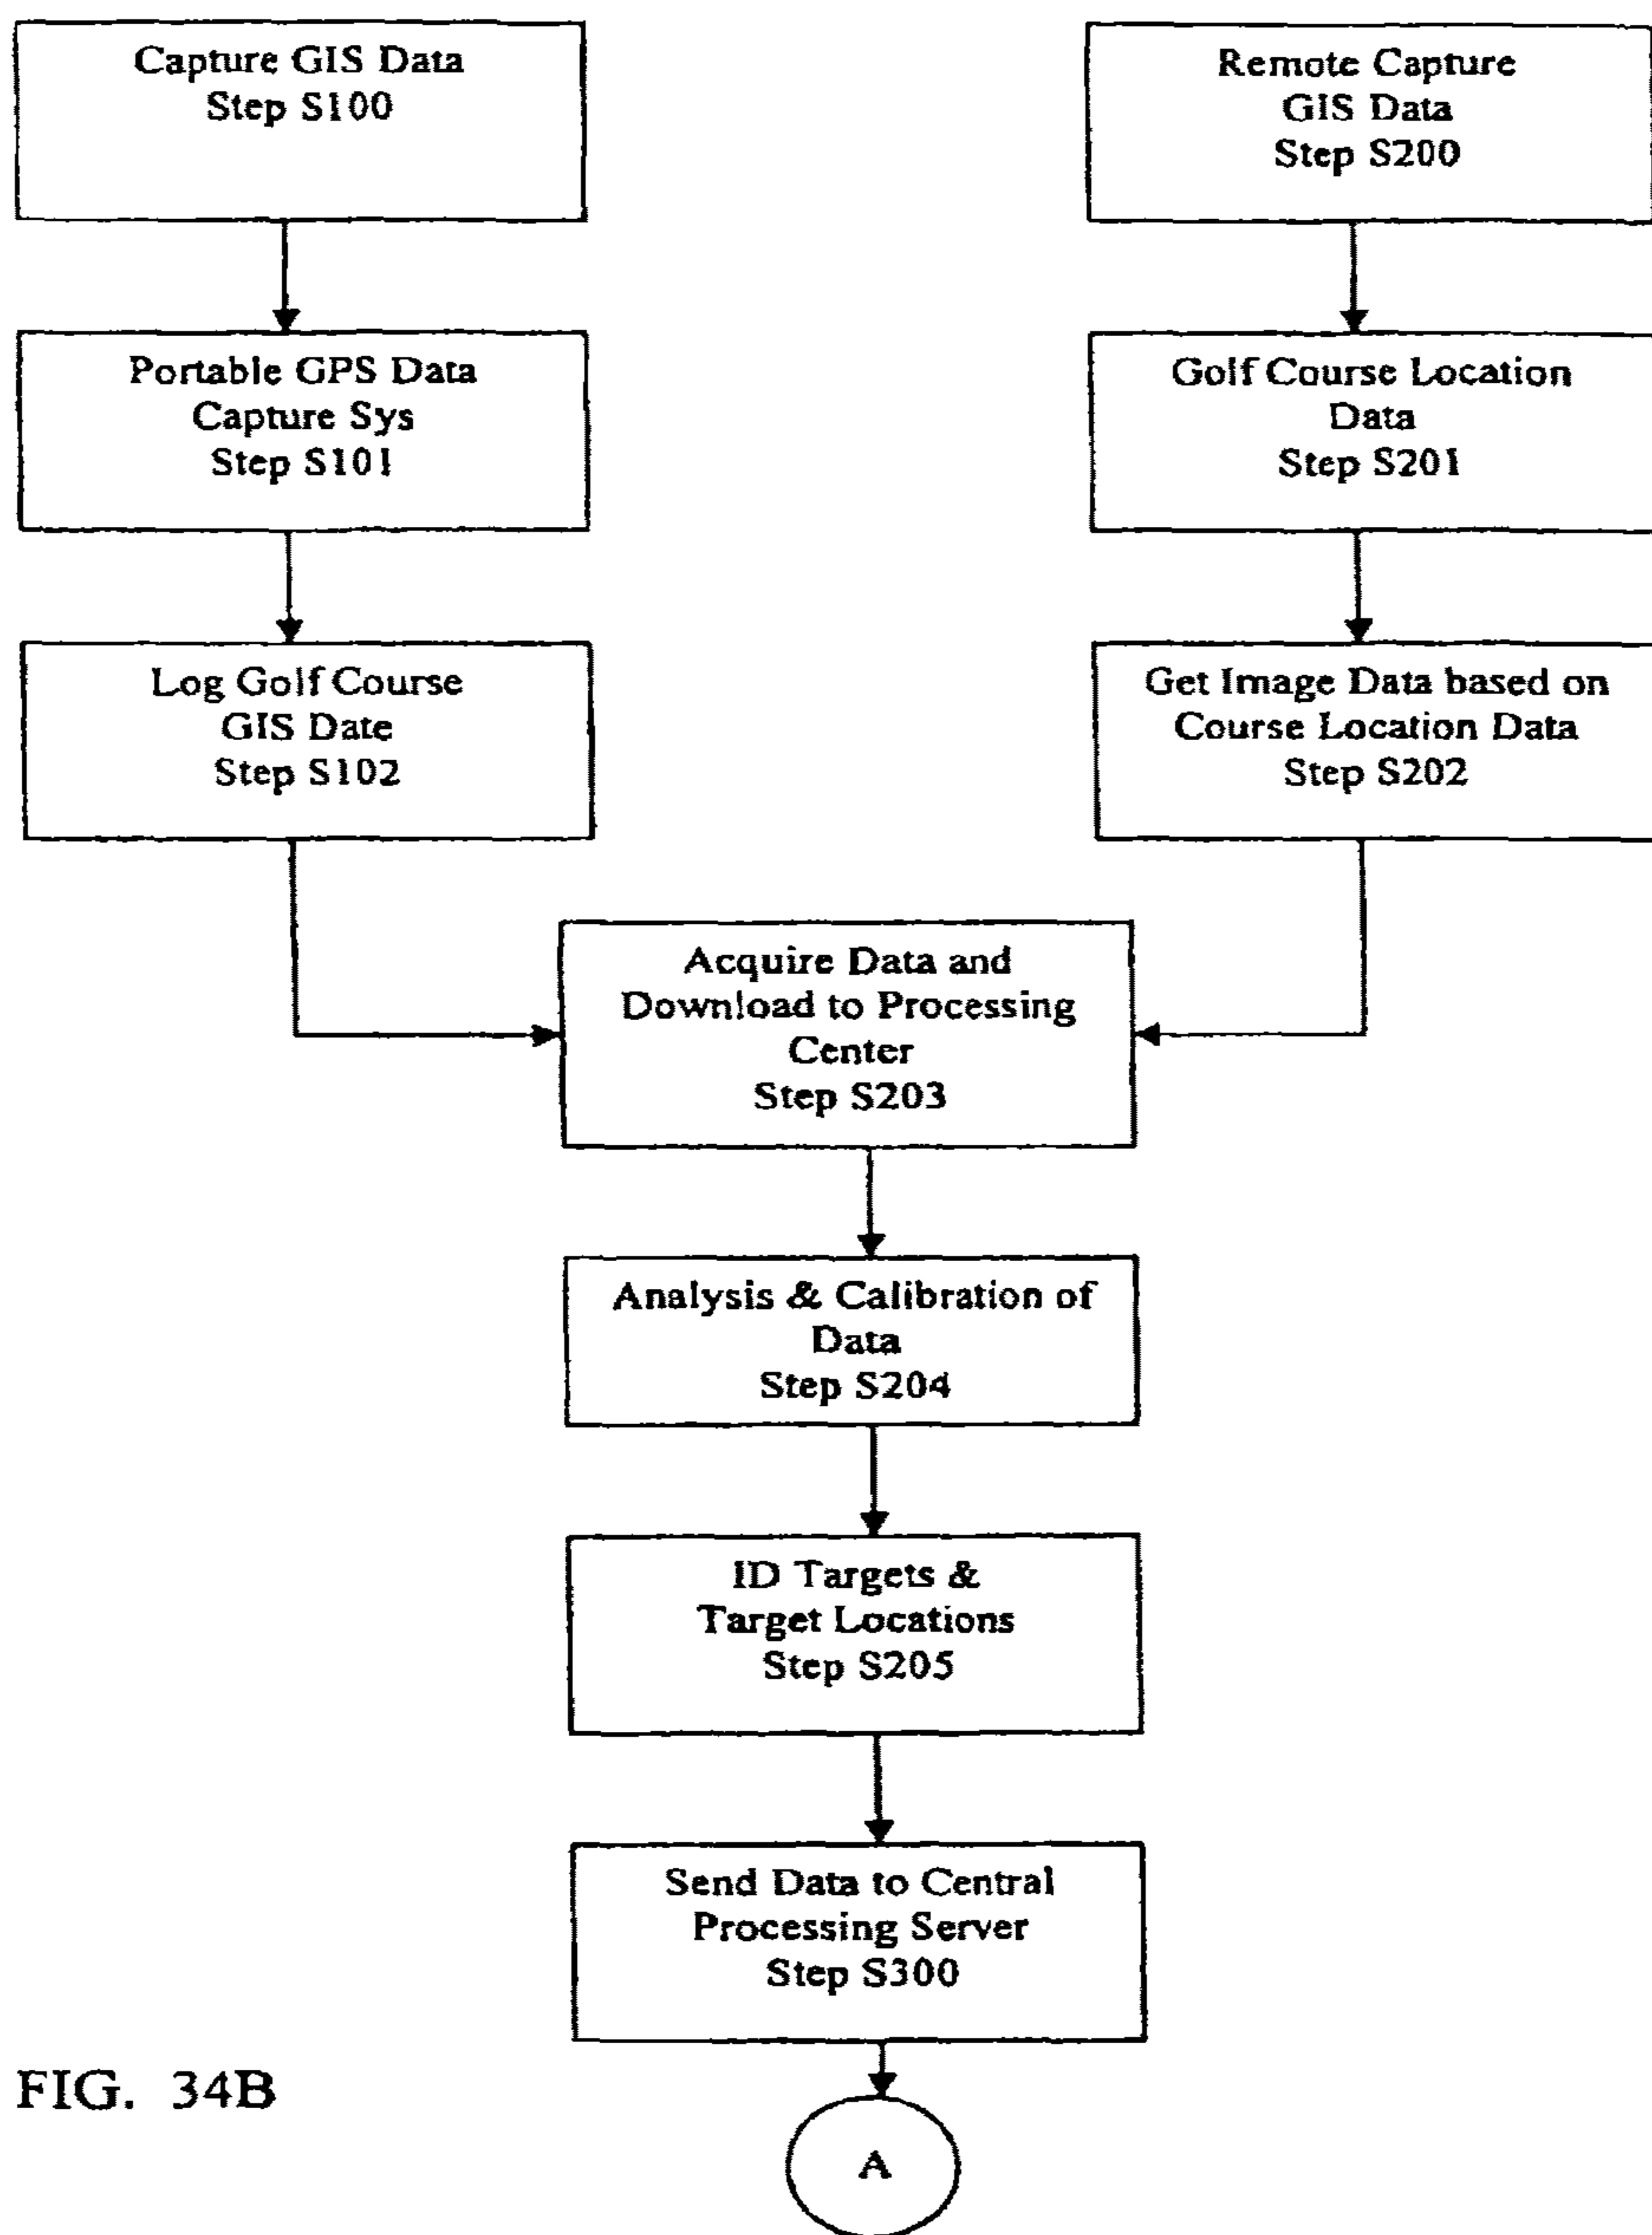 Capture GIS Data
Step S100
Remote Capture
GIS Data
Step S200
Portable GPS Data
Capture Sys
Step S101
Golf Course Location
Data
Step S201
Log Golf Course
GIS Date
Step S102
Get Image Data based on
Course Location Data
Step S202
Acquire Data and
Download to Processing
Center
Step S203
Analysis & Calibration of
Data
Step S204
ID Targets &
Target Locations
Step S205
Send Data to Central
Processing Server
Step S300
FIG. 34B
A